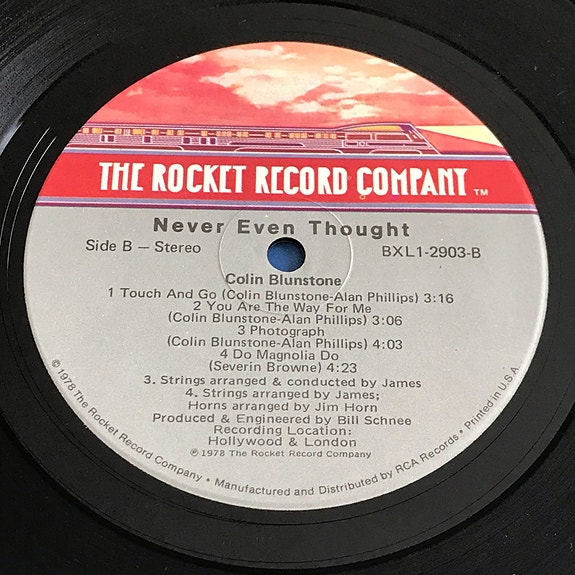 THE ROCKET RECORD COMPANY ™
Never Even Thought
Side B – Stereo
BXL1-2903-B
Colin Blunstone
1 Touch And Go (Colin Blunstone-Alan Phillips) 3:16
2 You Are The Way For Me
(Colin Blunstone-Alan Phillips) 3:06
3 Photograph
(Colin Blunstone-Alan Phillips) 4:03
4 Do Magnolia Do
(Severin Browne) 4:23
3. Strings arranged & conducted by James
4. Strings arranged by James;
Horns arranged by Jim Horn
Produced & Engineered by Bill Schnee
Recording Location:
Hollywood & London
℗ 1978 The Rocket Record Company
© 1978 The Rocket Record Company • Manufactured and Distributed by RCA Records • Printed in U.S.A.